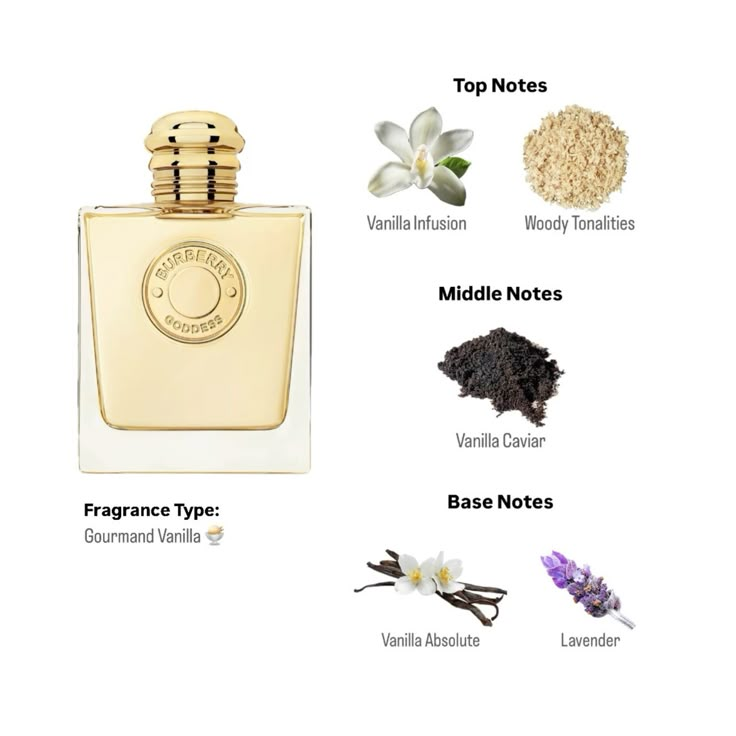 BURBERRY
GODDESS
Fragrance Type:
Gourmand Vanilla
Top Notes
Vanilla Infusion
Woody Tonalities
Middle Notes
Vanilla Caviar
Base Notes
Vanilla Absolute
Lavender